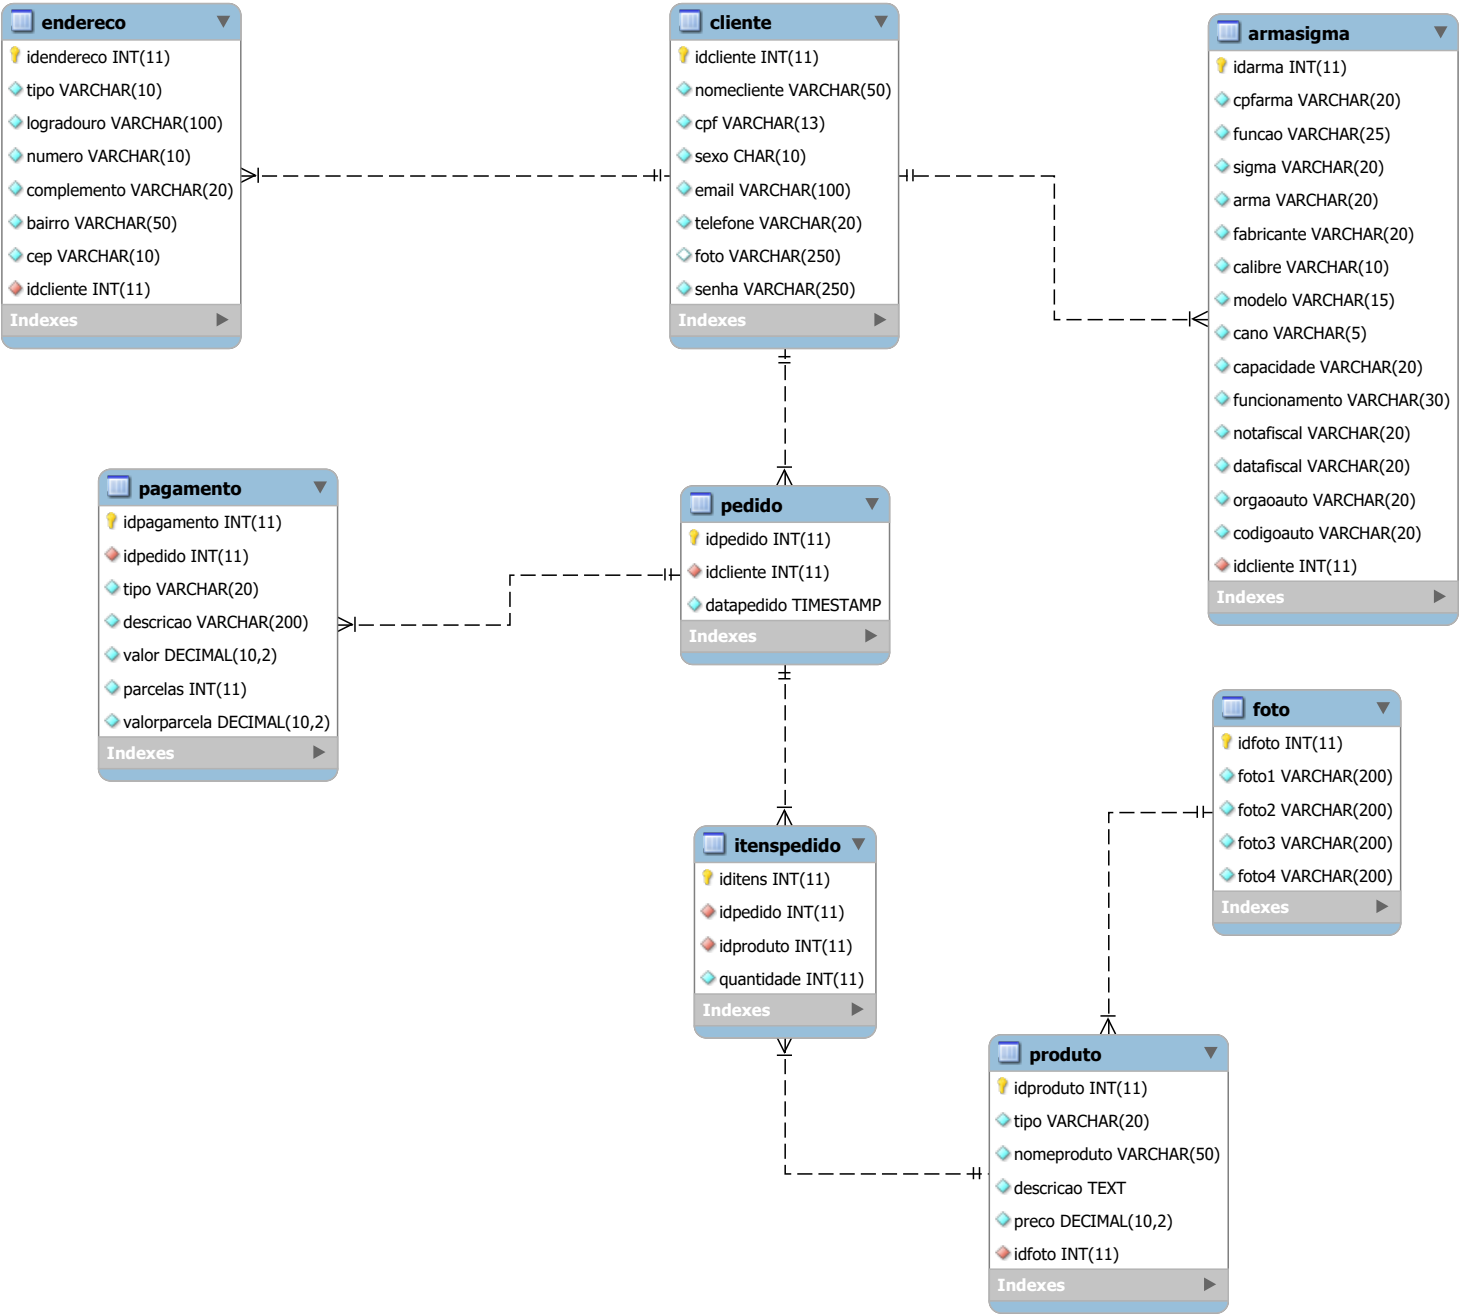 endereco
idendereco INT(11)
tipo VARCHAR(10)
logradouro VARCHAR(100)
numero VARCHAR(10)
complemento VARCHAR(20)
bairro VARCHAR(50)
cep VARCHAR(10)
idcliente INT(11)
Indexes
cliente
idcliente INT(11)
nomecliente VARCHAR(50)
cpf VARCHAR(13)
sexo CHAR(10)
email VARCHAR(100)
telefone VARCHAR(20)
foto VARCHAR(250)
senha VARCHAR(250)
Indexes
armasigma
idarma INT(11)
cpfarma VARCHAR(20)
funcao VARCHAR(25)
sigma VARCHAR(20)
arma VARCHAR(20)
fabricante VARCHAR(20)
calibre VARCHAR(10)
modelo VARCHAR(15)
cano VARCHAR(5)
capacidade VARCHAR(20)
funcionamento VARCHAR(30)
notafiscal VARCHAR(20)
datafiscal VARCHAR(20)
orgaoauto VARCHAR(20)
codigoauto VARCHAR(20)
idcliente INT(11)
Indexes
pagamento
idpagamento INT(11)
idpedido INT(11)
tipo VARCHAR(20)
descricao VARCHAR(200)
valor DECIMAL(10,2)
parcelas INT(11)
valorparcela DECIMAL(10,2)
Indexes
pedido
idpedido INT(11)
idcliente INT(11)
datapedido TIMESTAMP
Indexes
foto
idfoto INT(11)
foto1 VARCHAR(200)
foto2 VARCHAR(200)
foto3 VARCHAR(200)
foto4 VARCHAR(200)
Indexes
itenspedido
iditens INT(11)
idpedido INT(11)
idproduto INT(11)
quantidade INT(11)
Indexes
produto
idproduto INT(11)
tipo VARCHAR(20)
nomeproduto VARCHAR(50)
descricao TEXT
preco DECIMAL(10,2)
idfoto INT(11)
Indexes